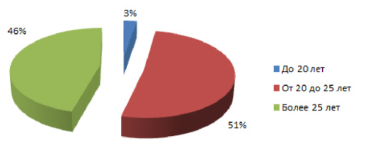 3%
46%
До 20 лет
От 20 до 25 лет
Более 25 лет
51%